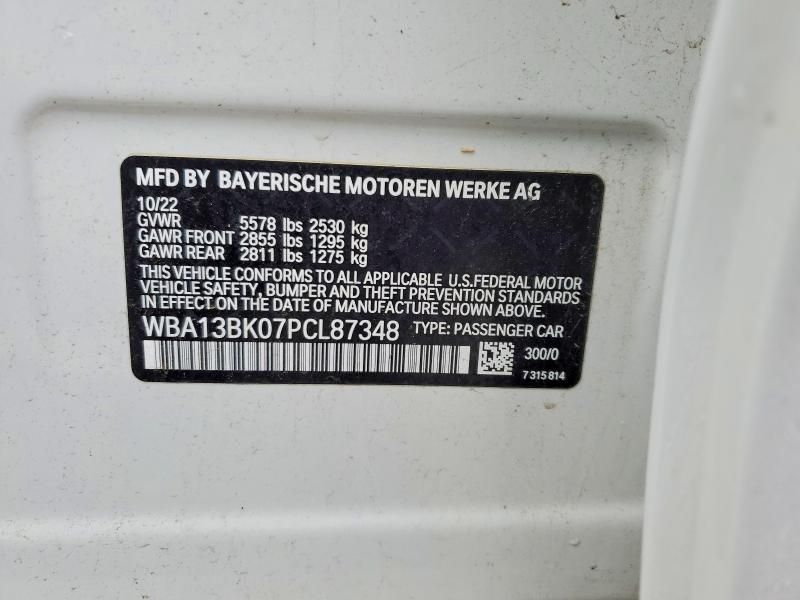 MFD BY BAYERISCHE MOTOREN WERKE AG
10/22
GVWR 5578 lbs 2530 kg
GAWR FRONT 2855 lbs 1295 kg
GAWR REAR 2811 lbs 1275 kg
THIS VEHICLE CONFORMS TO ALL APPLICABLE U.S.FEDERAL MOTOR
VEHICLE SAFETY, BUMPER AND THEFT PREVENTION STANDARDS
IN EFFECT ON THE DATE OF MANUFACTURE SHOWN ABOVE.
WBA13BK07PCL87348 TYPE: PASSENGER CAR
300/0
7315814